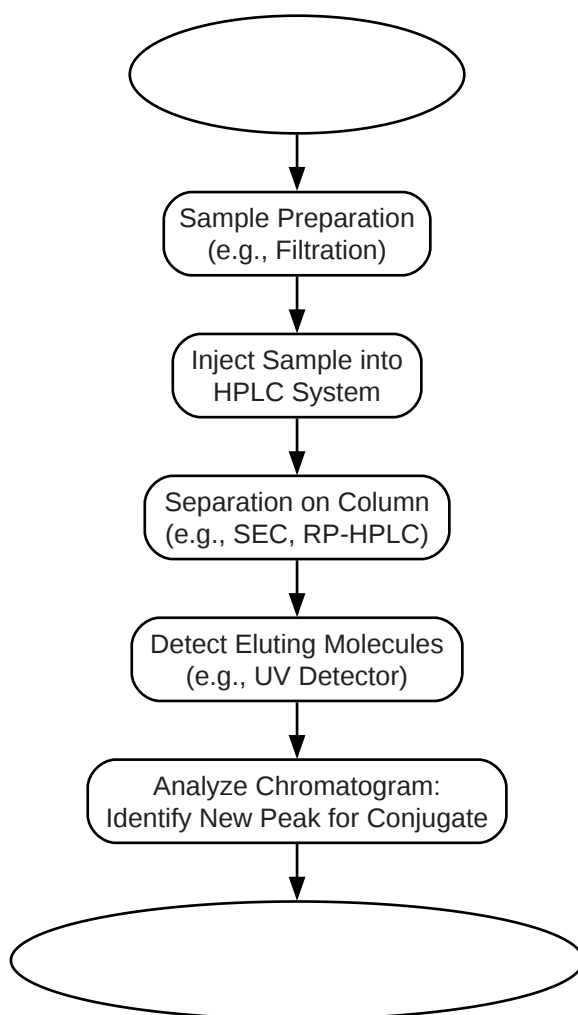 Sample Preparation
(e.g., Filtration)
Inject Sample into
HPLC System
Separation on Column
(e.g., SEC, RP-HPLC)
Detect Eluting Molecules
(e.g., UV Detector)
Analyze Chromatogram:
Identify New Peak for Conjugate